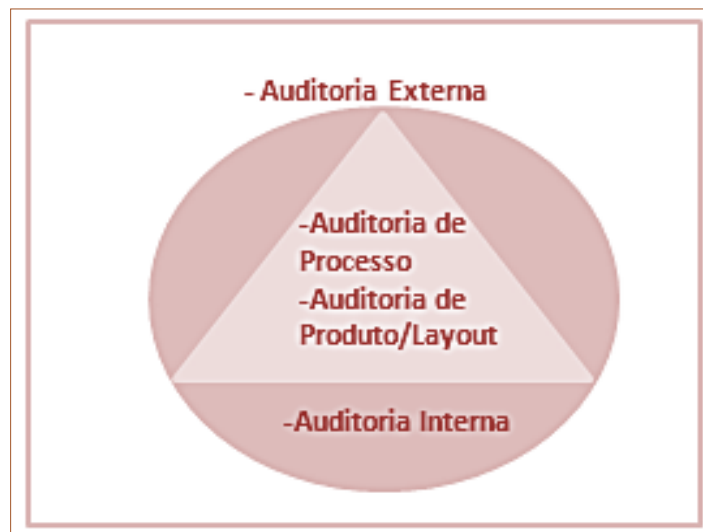 - Auditoria Externa
-Auditoria de
Processo
-Auditoria de
Produto/Layout
-Auditoria Interna